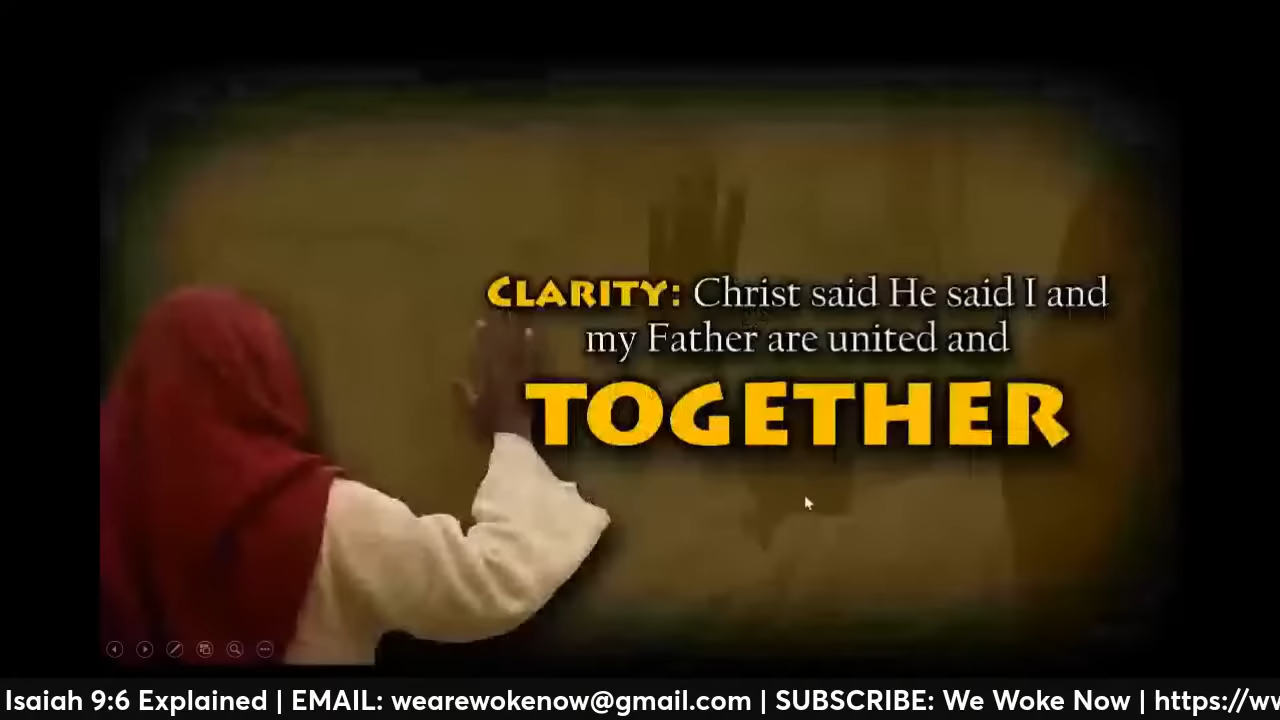 CLARITY: Christ said He said I and
my Father are united and
TOGETHER
Isaiah 9:6 Explained | EMAIL: wearewokenow@gmail.com | SUBSCRIBE: We Woke Now | https://ww